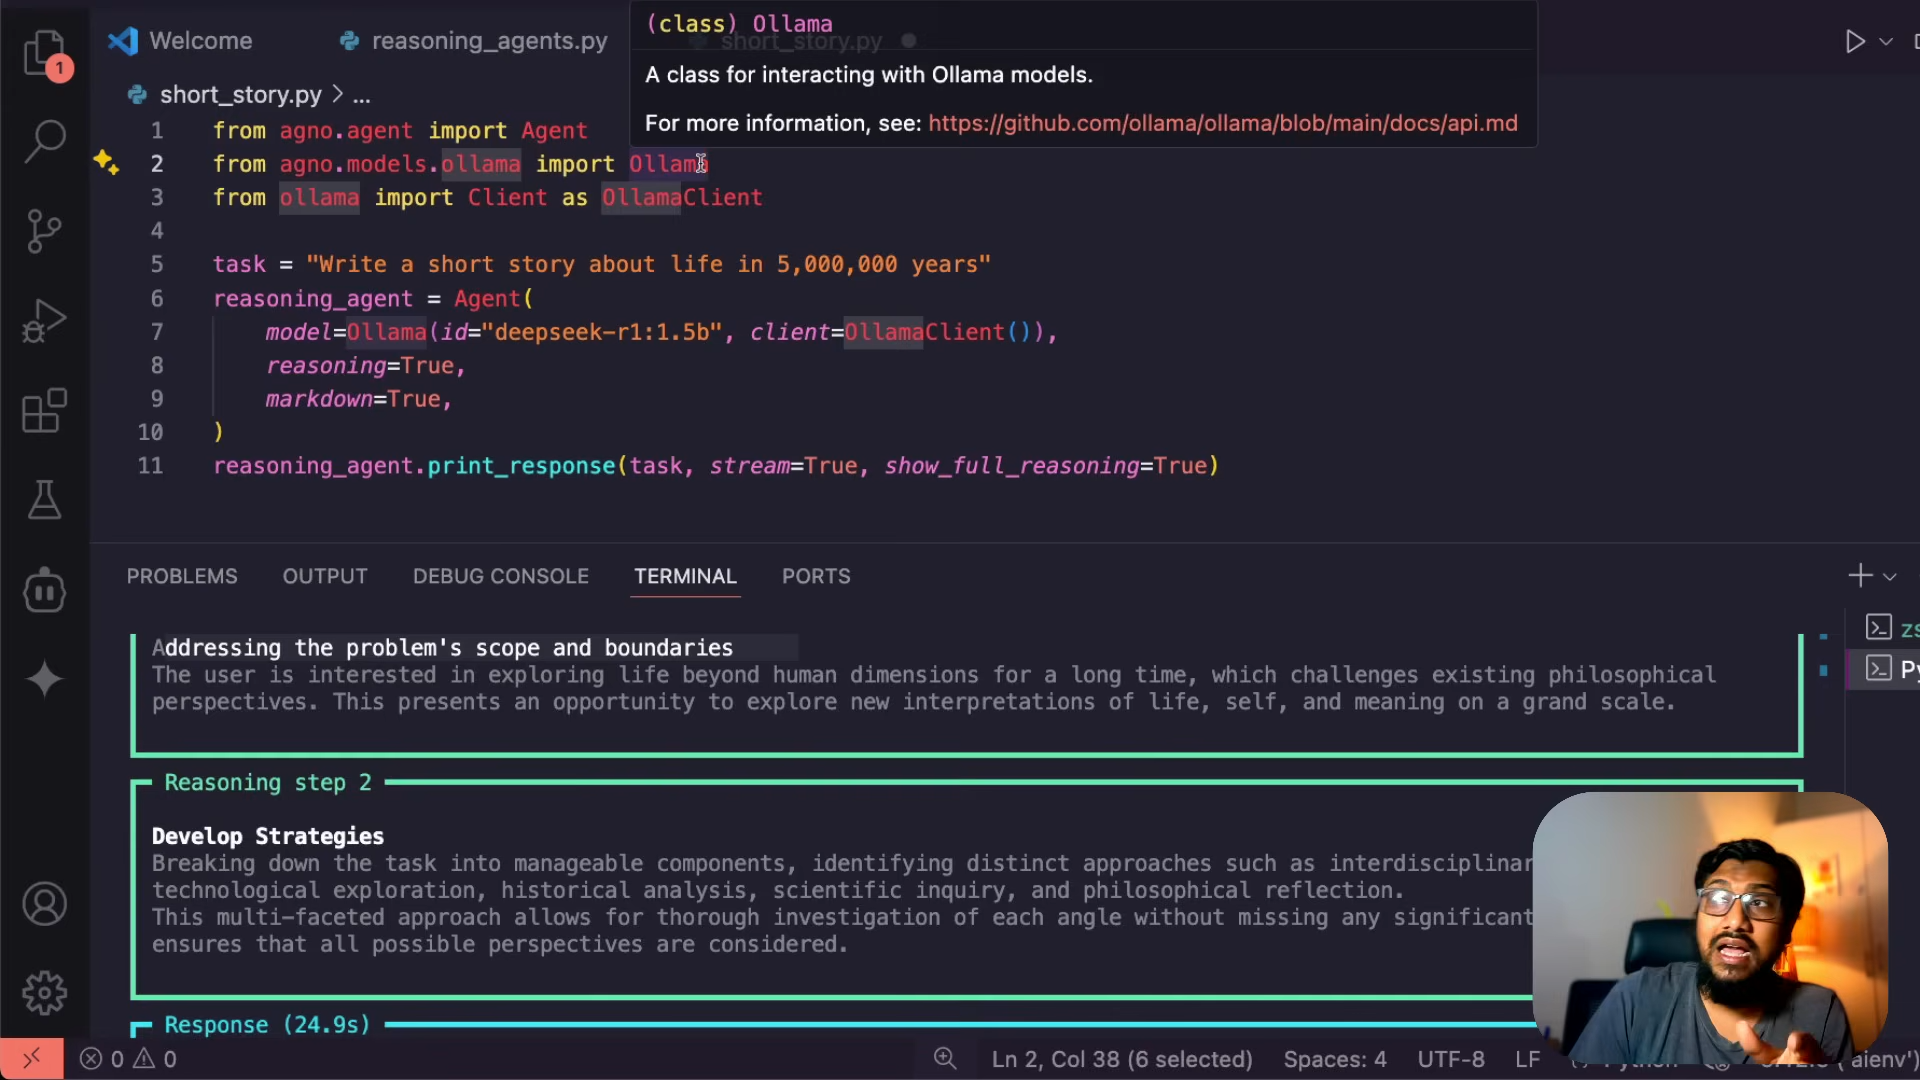 (class) Ollama
Welcome
reasoning_agents.py
short_story.py
A class for interacting with Ollama models.
For more information, see: https://github.com/ollama/ollama/blob/main/docs/api.md
1
short_story.py > ...
1 from agno.agent import Agent
2 from agno.models.ollama import Ollama
3 from ollama import Client as OllamaClient
4
5 task = "Write a short story about life in 5,000,000 years"
6 reasoning_agent = Agent(
7 model=Ollama(id="deepseek-r1:1.5b", client=OllamaClient()),
8 reasoning=True,
9 markdown=True,
10 )
11 reasoning_agent.print_response(task, stream=True, show_full_reasoning=True)
PROBLEMS OUTPUT DEBUG CONSOLE TERMINAL PORTS
Addressing the problem's scope and boundaries
The user is interested in exploring life beyond human dimensions for a long time, which challenges existing philosophical
perspectives. This presents an opportunity to explore new interpretations of life, self, and meaning on a grand scale.
zs
Py
Reasoning step 2
Develop Strategies
Breaking down the task into manageable components, identifying distinct approaches such as interdisciplinar
technological exploration, historical analysis, scientific inquiry, and philosophical reflection.
This multi-faceted approach allows for thorough investigation of each angle without missing any significant
ensures that all possible perspectives are considered.
Response (24.9s)
0 0
Ln 2, Col 38 (6 selected) Spaces: 4 UTF-8 LF